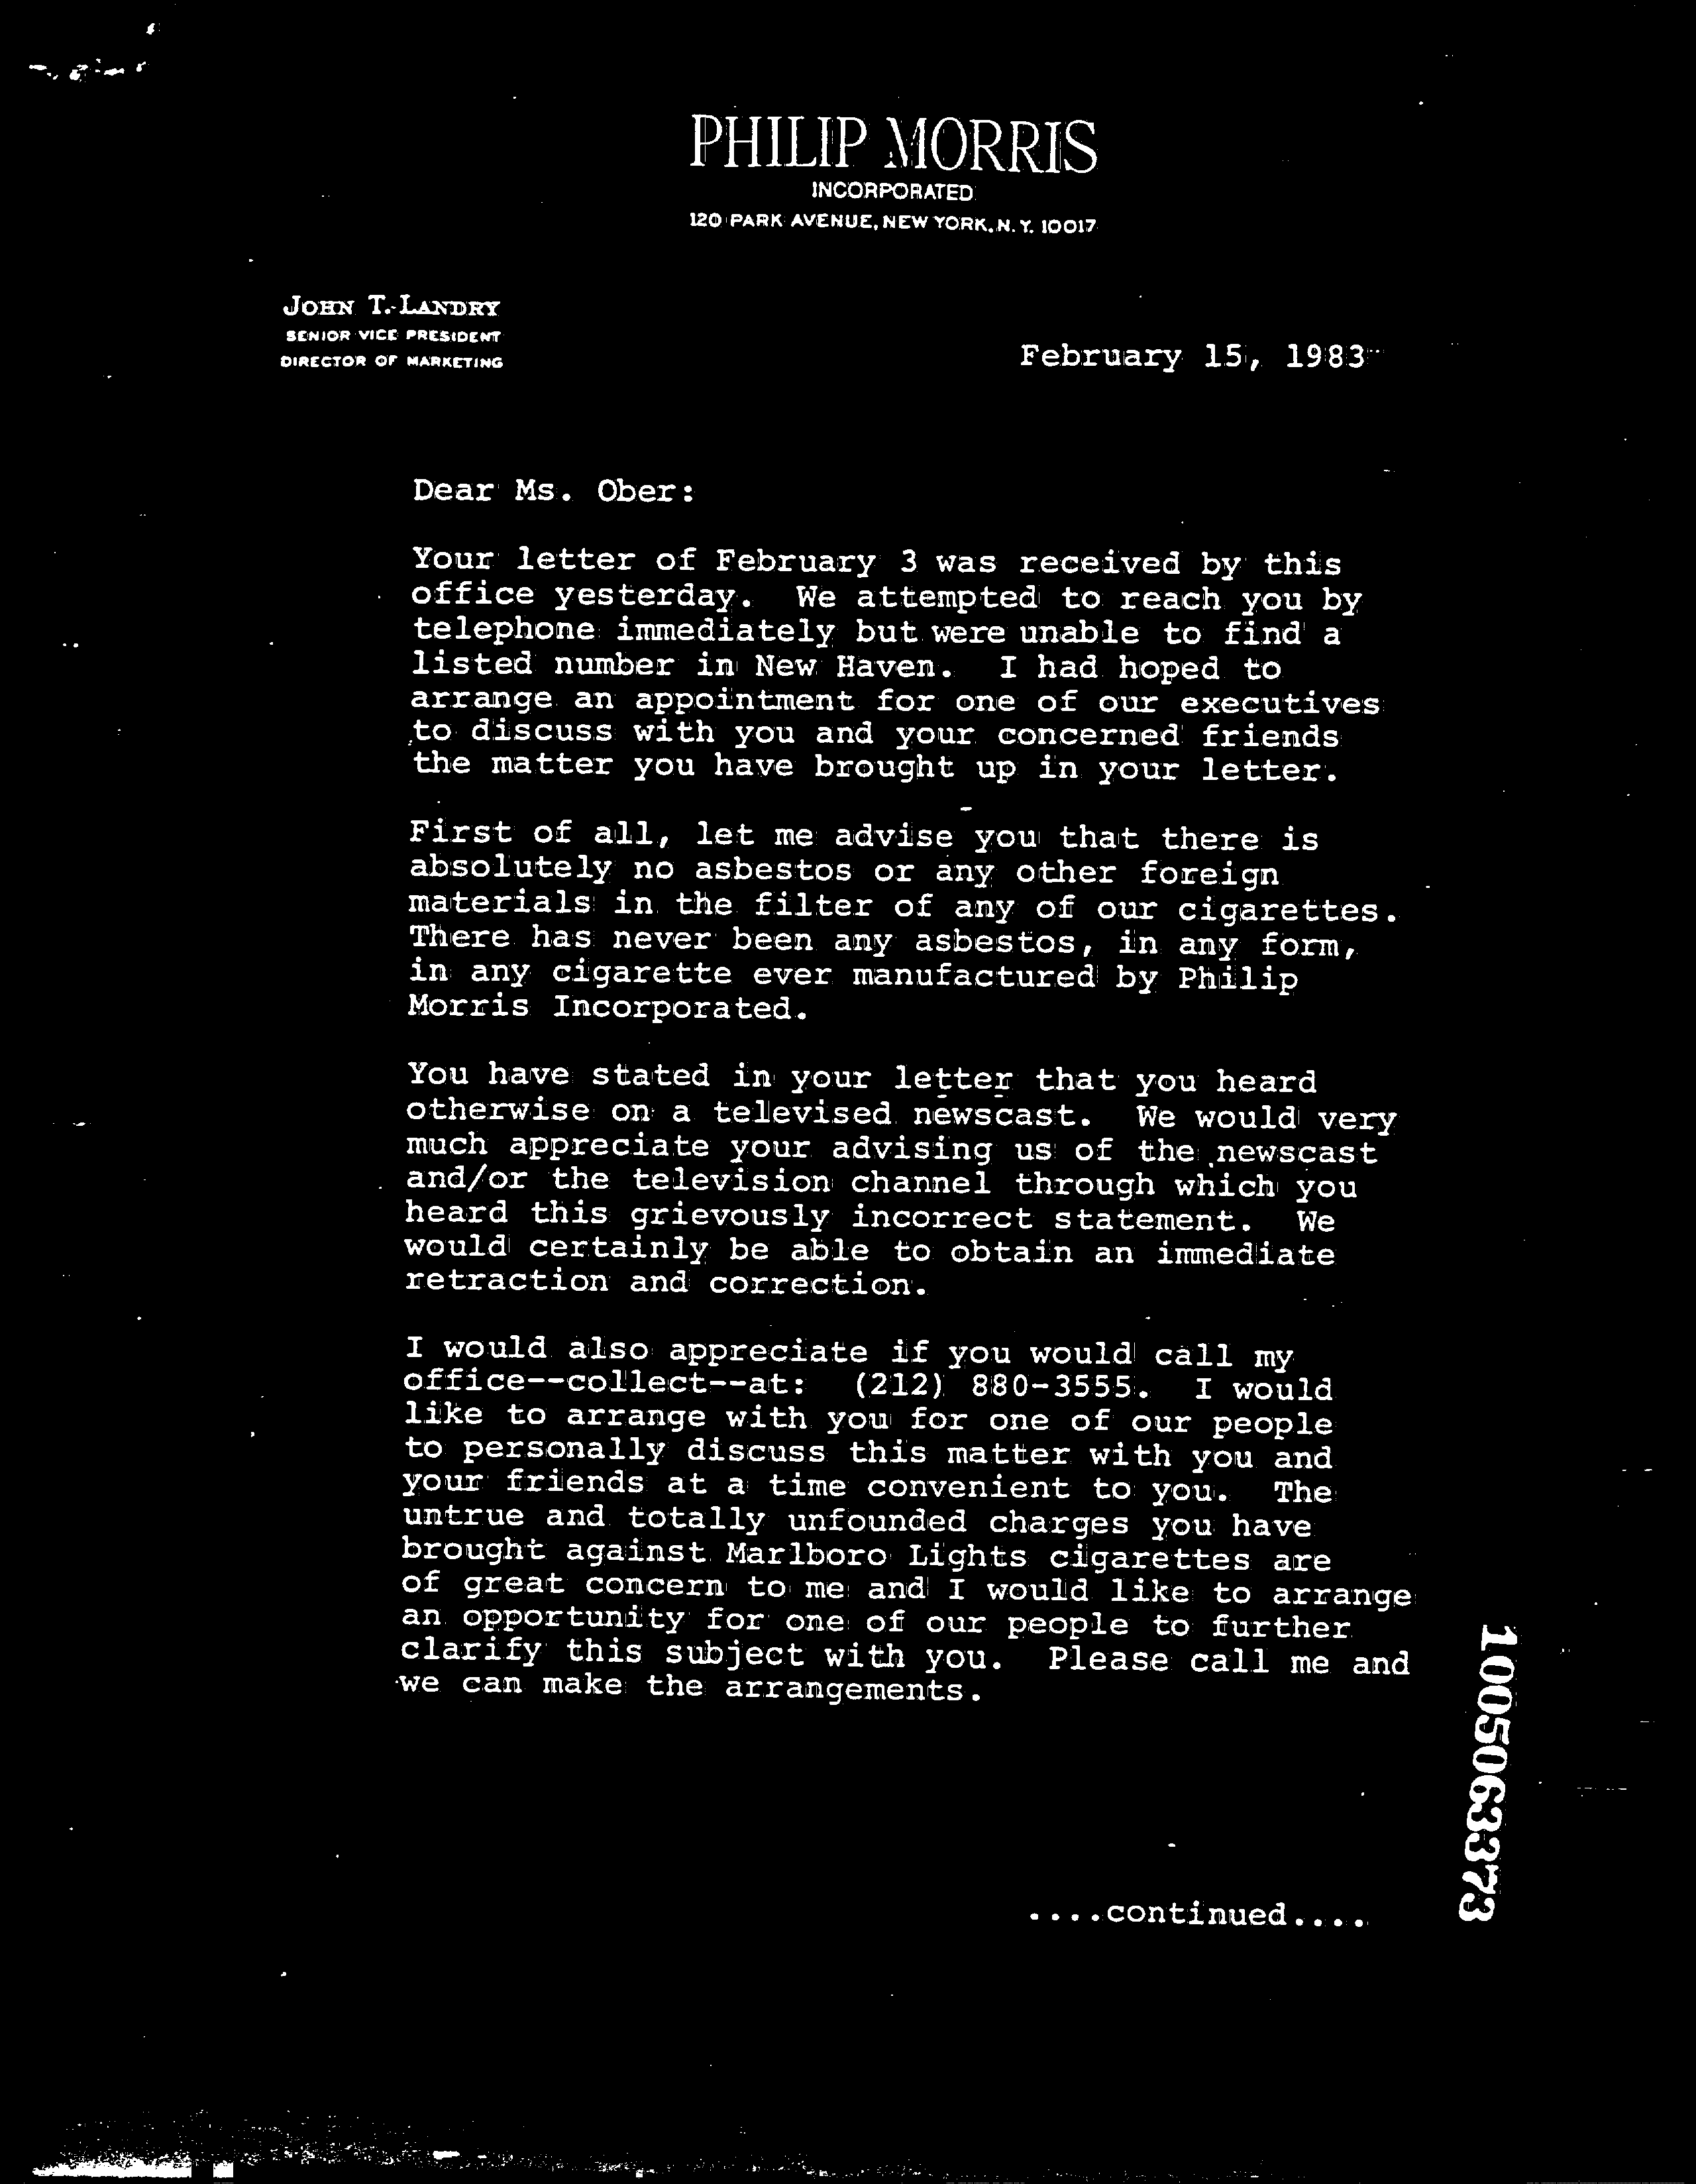 PHILIP MORRIS
INCORPORATED
120 PARK AVENUE, NEW YORK, N. Y. 10017
JOHN T. LANDRY
SENIOR VICE PRESIDENT
DIRECTOR OF MARKETING
February 15, 1983
Dear Ms. Ober:
Your letter of February 3 was received by this
office yesterday. We attempted to reach you by
telephone immediately but were unable to find a
listed number in New Haven. I had hoped to
arrange an appointment for one of our executives
to discuss with you and your concerned friends
the matter you have brought up in your letter.
First of all, let me advise you that there is
absolutely no asbestos or any other foreign
materials in the filter of any of our cigarettes.
There has never been any asbestos, in any form,
in any cigarette ever manufactured by Philip
Morris Incorporated.
You have stated in your letter that you heard
otherwise on a televised newscast. We would very
much appreciate your advising us of the newscast
and/or the television channel through which you
heard this grievously incorrect statement. We
would certainly be able to obtain an immediate
retraction and correction.
I would also appreciate if you would call my
office--collect--at: (212) 880-3555. I would
like to arrange with you for one of our people
to personally discuss this matter with you and
your friends at a time convenient to you. The
untrue and totally unfounded charges you have
brought against Marlboro Lights cigarettes are
of great concern to me and I would like to arrange
an opportunity for one of our people to further
clarify this subject with you. Please call me and
we can make the arrangements.
....continued....
1005063373